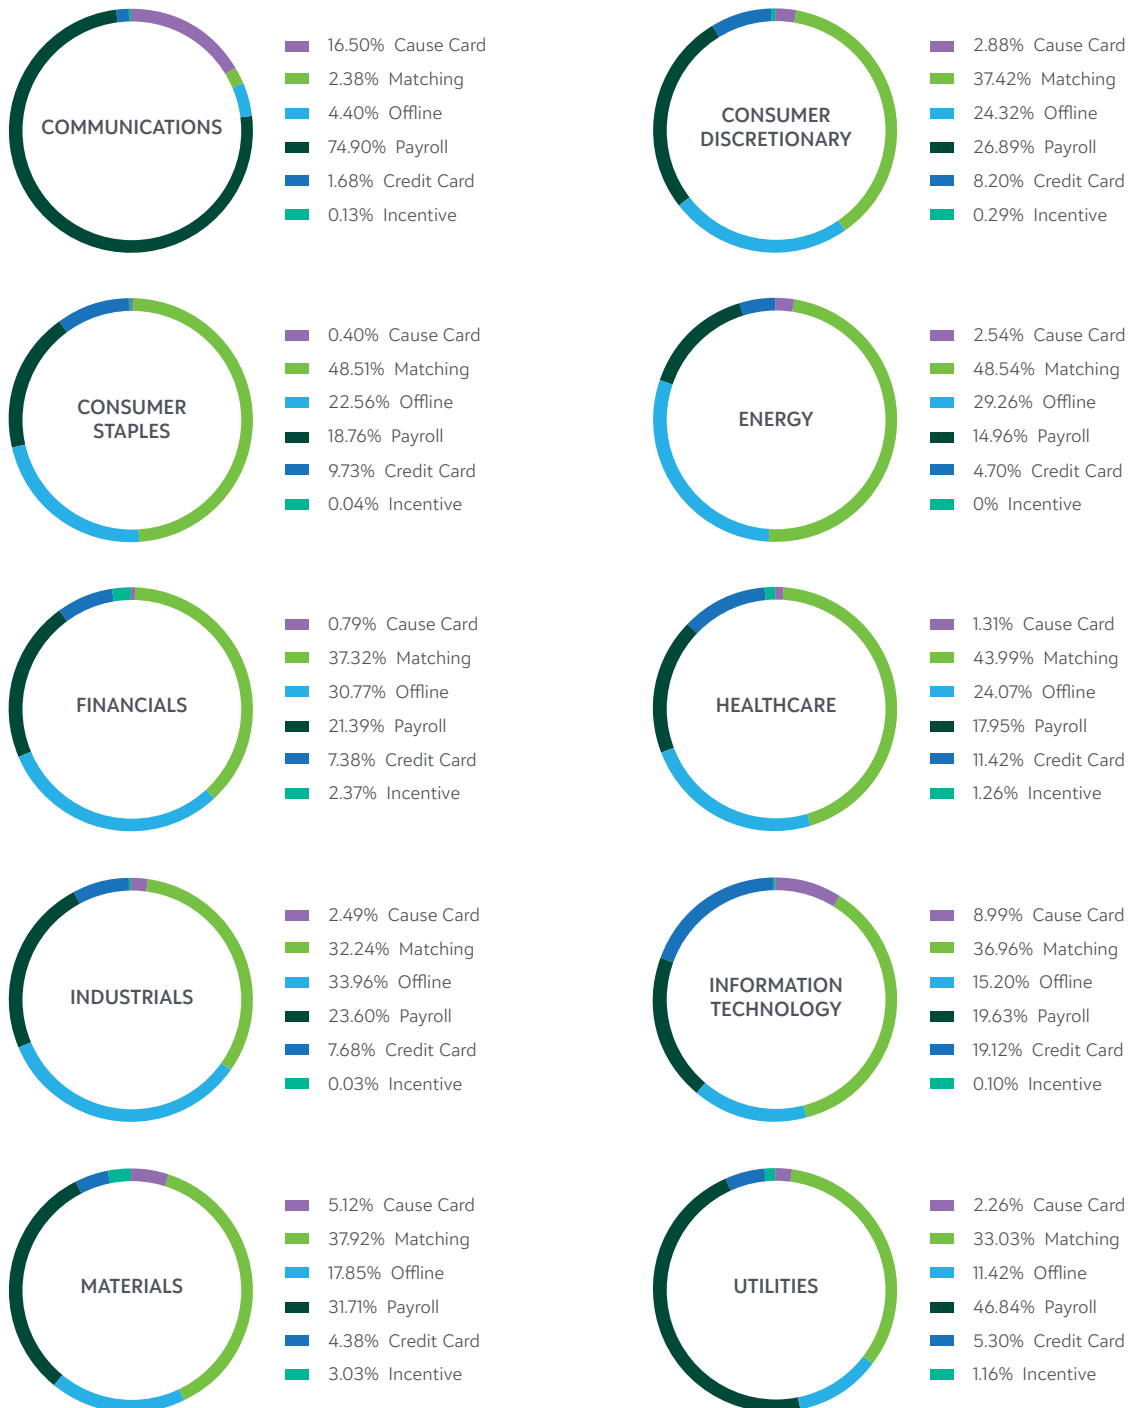 COMMUNICATIONS
16.50% Cause Card
2.38% Matching
4.40% Offline
74.90% Payroll
1.68% Credit Card
0.13% Incentive
CONSUMER
DISCRETIONARY
2.88% Cause Card
37.42% Matching
24.32% Offline
26.89% Payroll
8.20% Credit Card
0.29% Incentive
CONSUMER
STAPLES
0.40% Cause Card
48.51% Matching
22.56% Offline
18.76% Payroll
9.73% Credit Card
0.04% Incentive
ENERGY
2.54% Cause Card
48.54% Matching
29.26% Offline
14.96% Payroll
4.70% Credit Card
0% Incentive
FINANCIALS
0.79% Cause Card
37.32% Matching
30.77% Offline
21.39% Payroll
7.38% Credit Card
2.37% Incentive
HEALTHCARE
1.31% Cause Card
43.99% Matching
24.07% Offline
17.95% Payroll
11.42% Credit Card
1.26% Incentive
INDUSTRIALS
2.49% Cause Card
32.24% Matching
33.96% Offline
23.60% Payroll
7.68% Credit Card
0.03% Incentive
INFORMATION
TECHNOLOGY
8.99% Cause Card
36.96% Matching
15.20% Offline
19.63% Payroll
19.12% Credit Card
0.10% Incentive
MATERIALS
5.12% Cause Card
37.92% Matching
17.85% Offline
31.71% Payroll
4.38% Credit Card
3.03% Incentive
UTILITIES
2.26% Cause Card
33.03% Matching
11.42% Offline
46.84% Payroll
5.30% Credit Card
1.16% Incentive